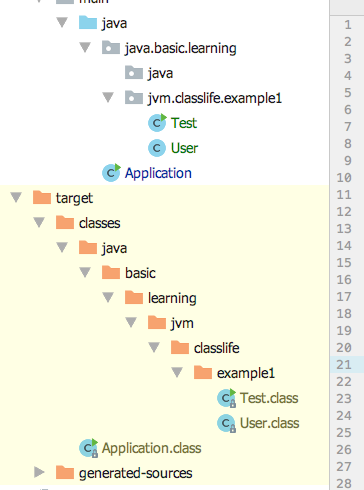 main
java
java.basic.learning
java
jvm.classlife.example1
Test
User
Application
target
classes
java
basic
learning
jvm
classlife
example1
Test.class
User.class
Application.class
generated-sources
1
2
3
4
5
6
7
8
9
10
11
12
13
14
15
16
17
18
19
20
21
22
23
24
25
26
27
28